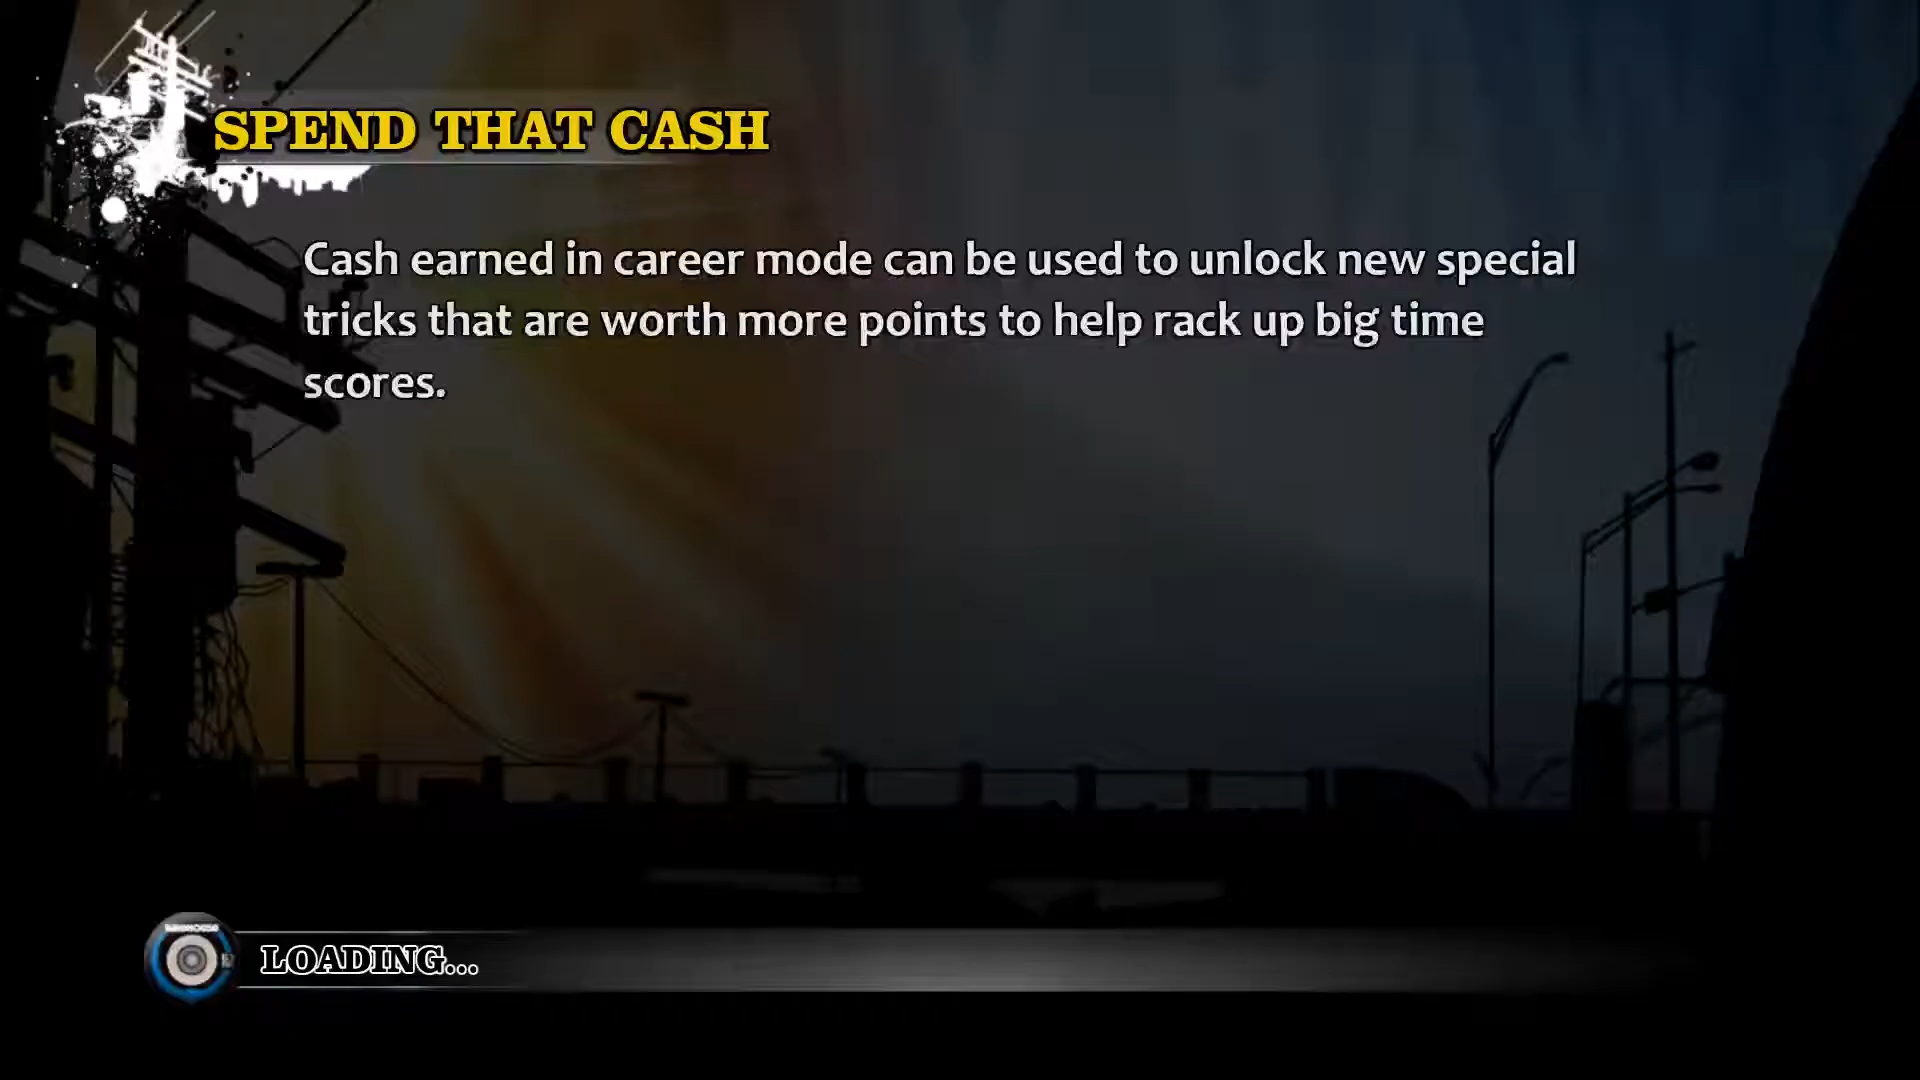 SPEND THAT CASH
Cash earned in career mode can be used to unlock new special
tricks that are worth more points to help rack up big time
scores.
LOADING...